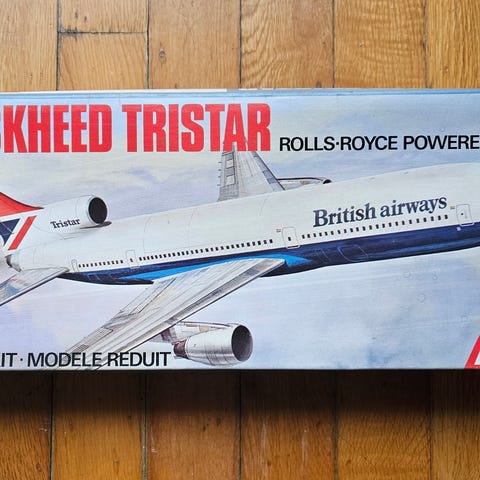 CKHEED TRISTAR
ROLLS·ROYCE POWERE
Tristar
British airways
IT · MODELE REDUIT